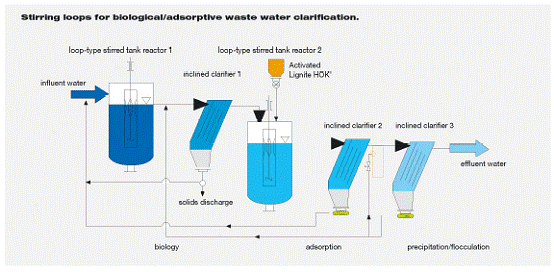 Stirring loops for biological/adsorptive waste water clarification.
loop-type stirred tank reactor 1
loop-type stirred tank reactor 2
Activated
Lignite HOK®
inclined clarifier 1
influent water
inclined clarifier 2
inclined clarifier 3
effluent water
solids discharge
biology
adsorption
precipitation/flocculation